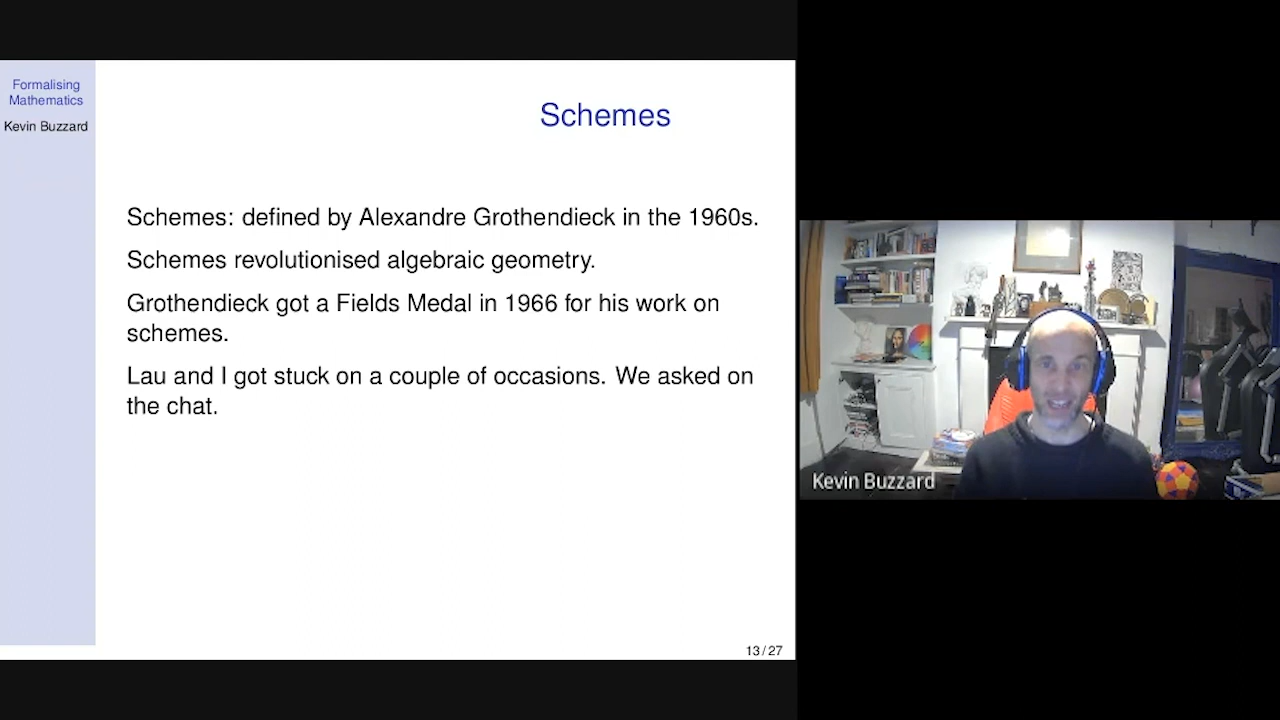 Formalising
Mathematics
Kevin Buzzard
Schemes
Schemes: defined by Alexandre Grothendieck in the 1960s.
Schemes revolutionised algebraic geometry.
Grothendieck got a Fields Medal in 1966 for his work on
schemes.
Lau and I got stuck on a couple of occasions. We asked on
the chat.
13 / 27
Kevin Buzzard